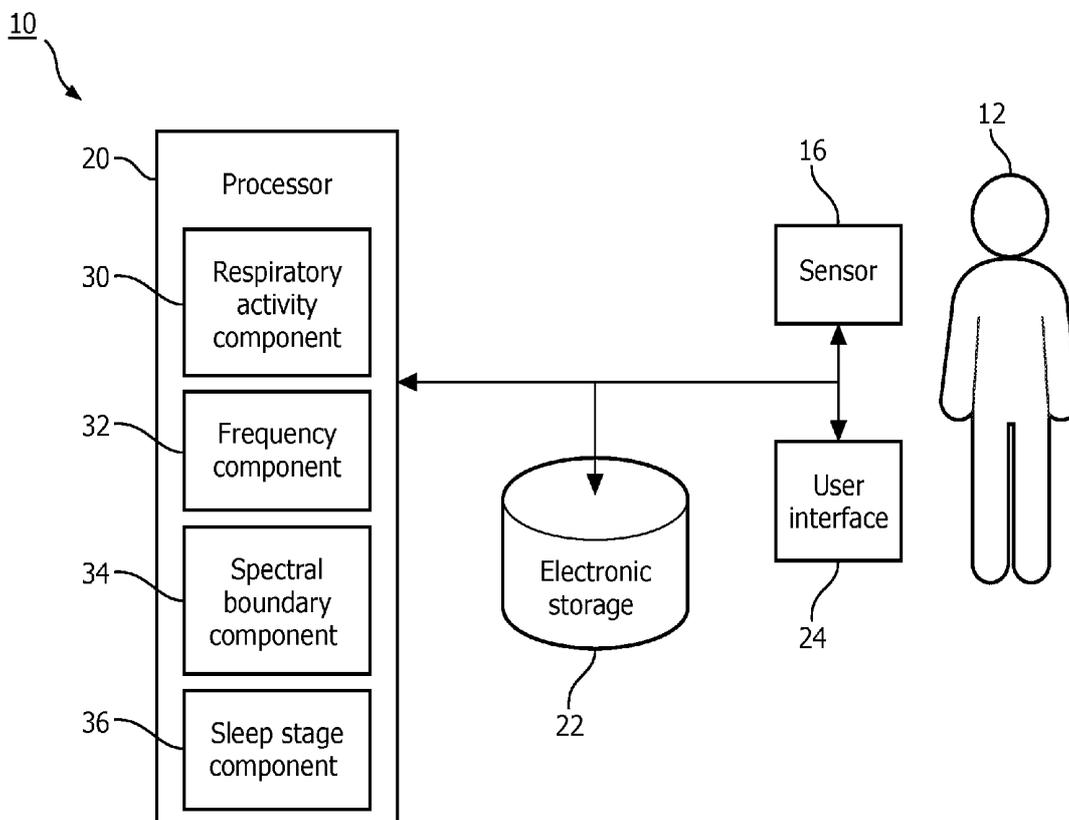 10
20
Processor
30
Respiratory
activity
component
32
Frequency
component
34
Spectral
boundary
component
36
Sleep stage
component
16
Sensor
12
User
interface
24
Electronic
storage
22